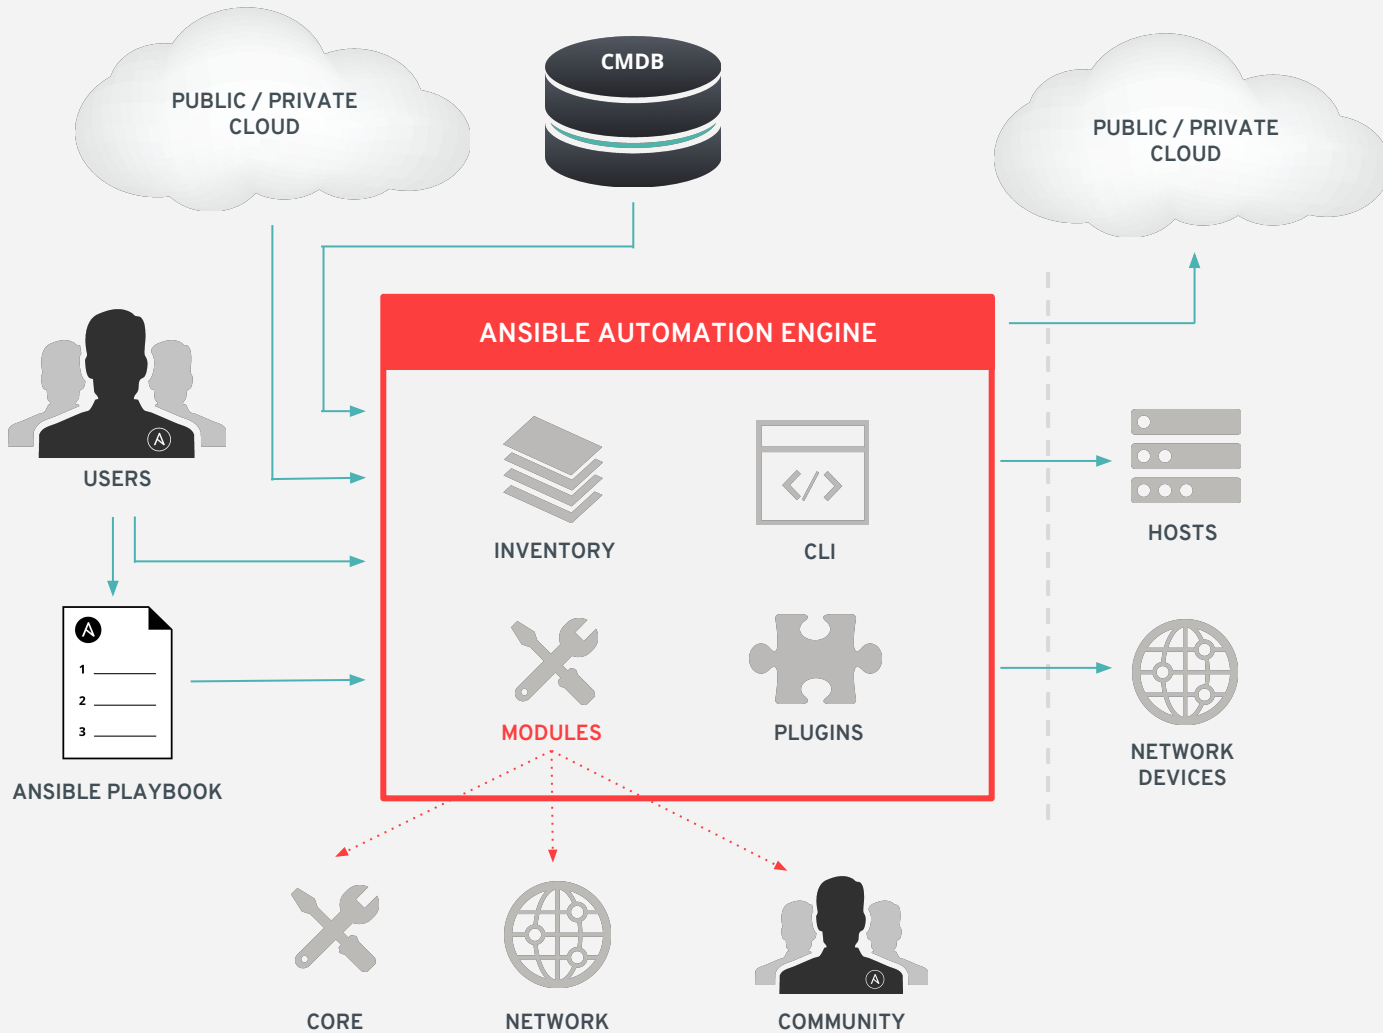 CMDB
PUBLIC / PRIVATE
CLOUD
PUBLIC / PRIVATE
CLOUD
ANSIBLE AUTOMATION ENGINE
USERS
INVENTORY
CLI
</>
HOSTS
1
2
3
MODULES
PLUGINS
NETWORK
DEVICES
ANSIBLE PLAYBOOK
CORE
NETWORK
COMMUNITY